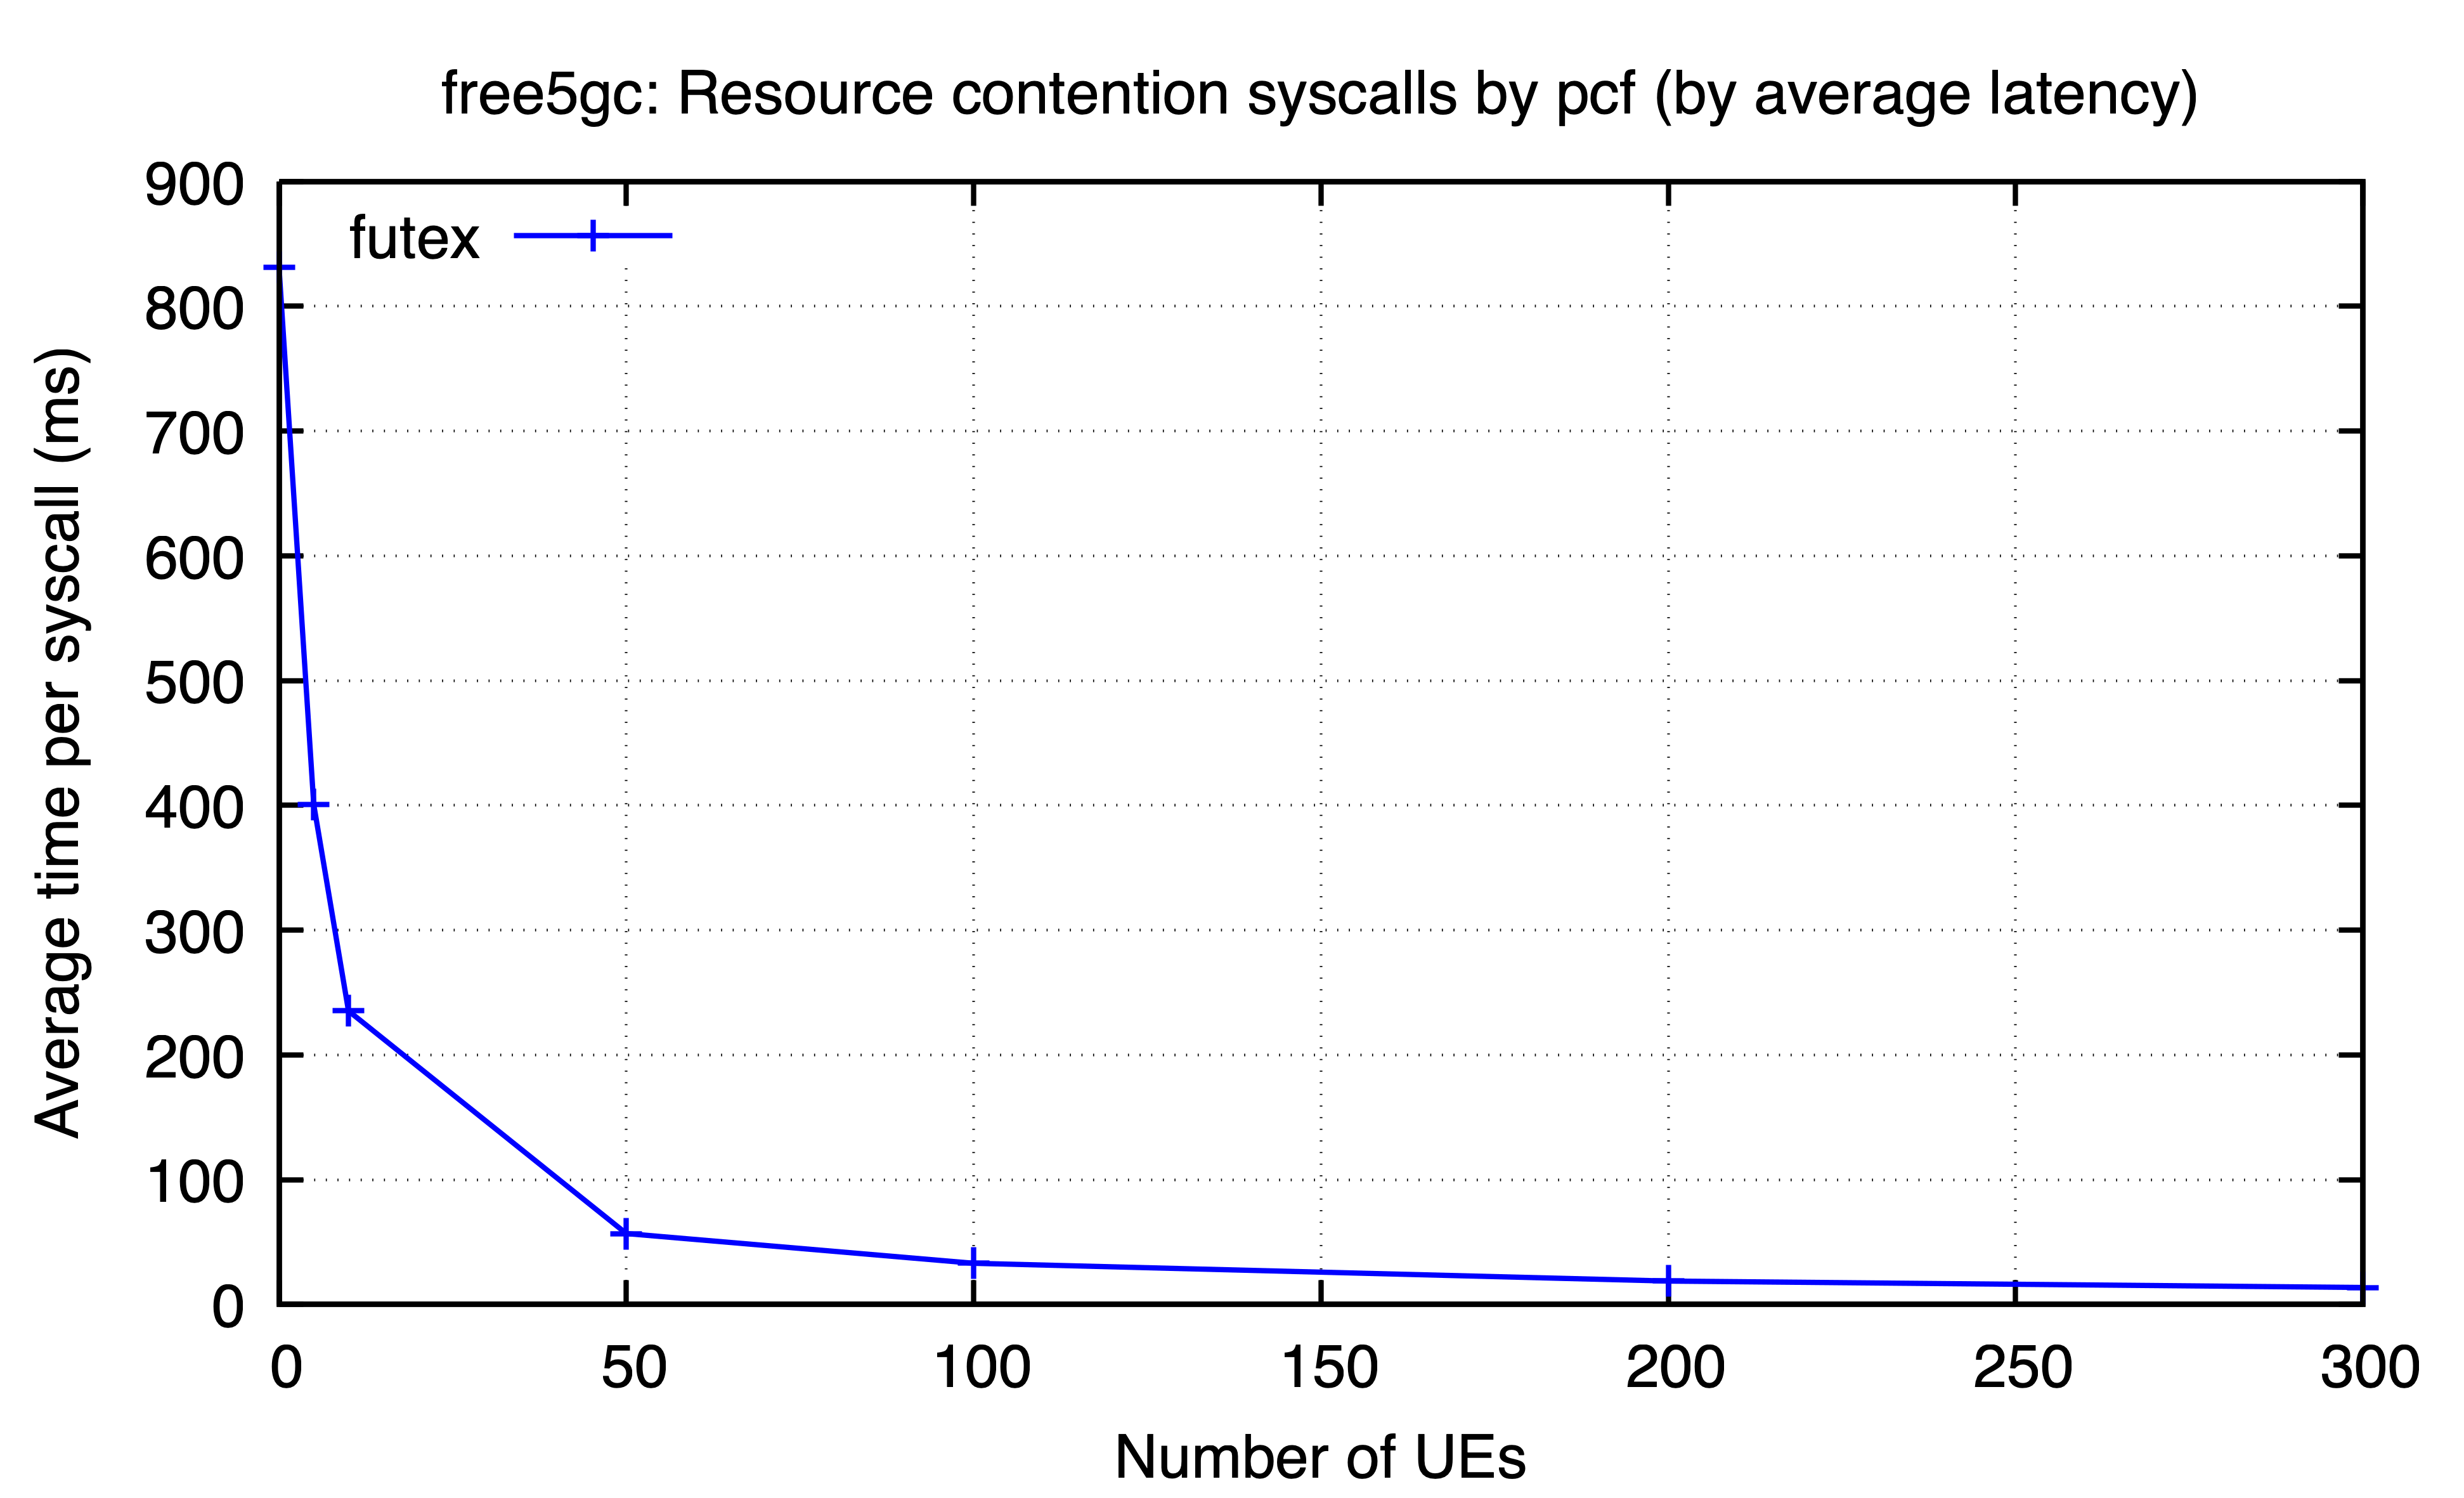 free5gc: Resource contention syscalls by pcf (by average latency)
900
futex
800
700
600
500
400
300
200
100
0
Average time per syscall (ms)
0 50 100 150 200 250 300
Number of UEs